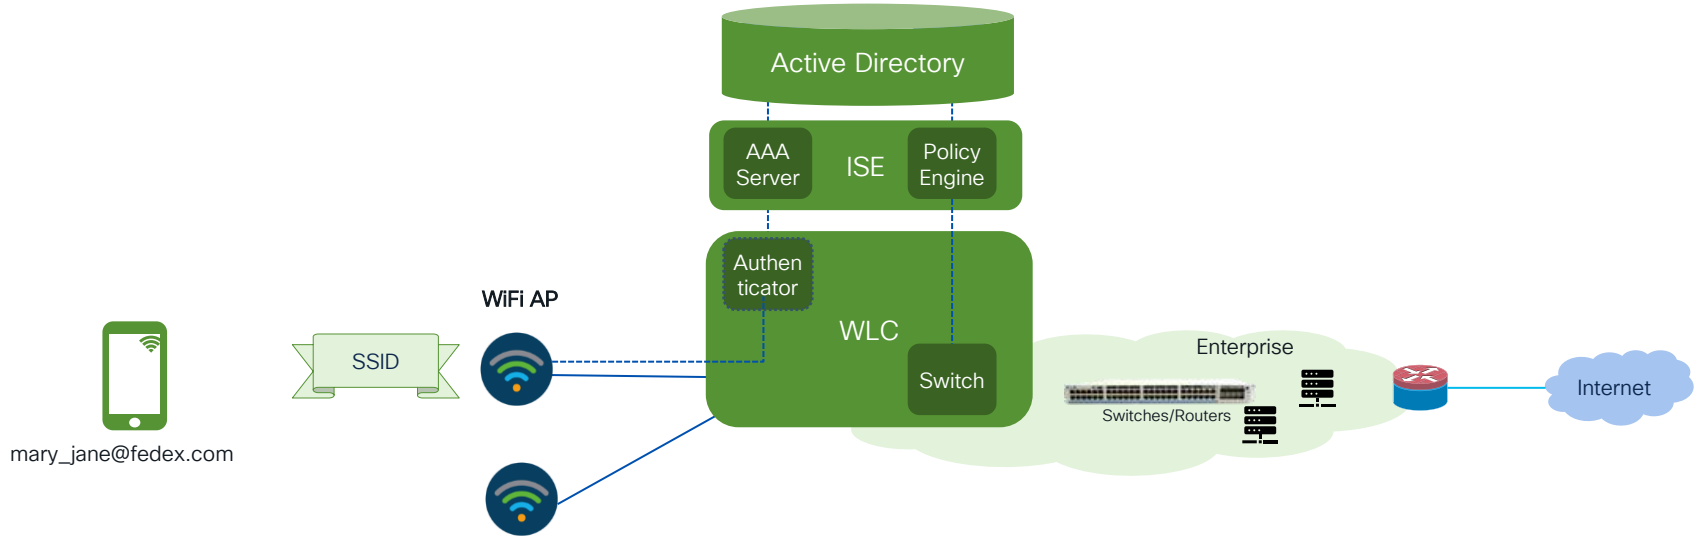 Active Directory
AAA
Server
ISE
Policy
Engine
Authen
ticator
WiFi AP
WLC
SSID
Switch
Enterprise
Switches/Routers
Internet
mary_jane@fedex.com